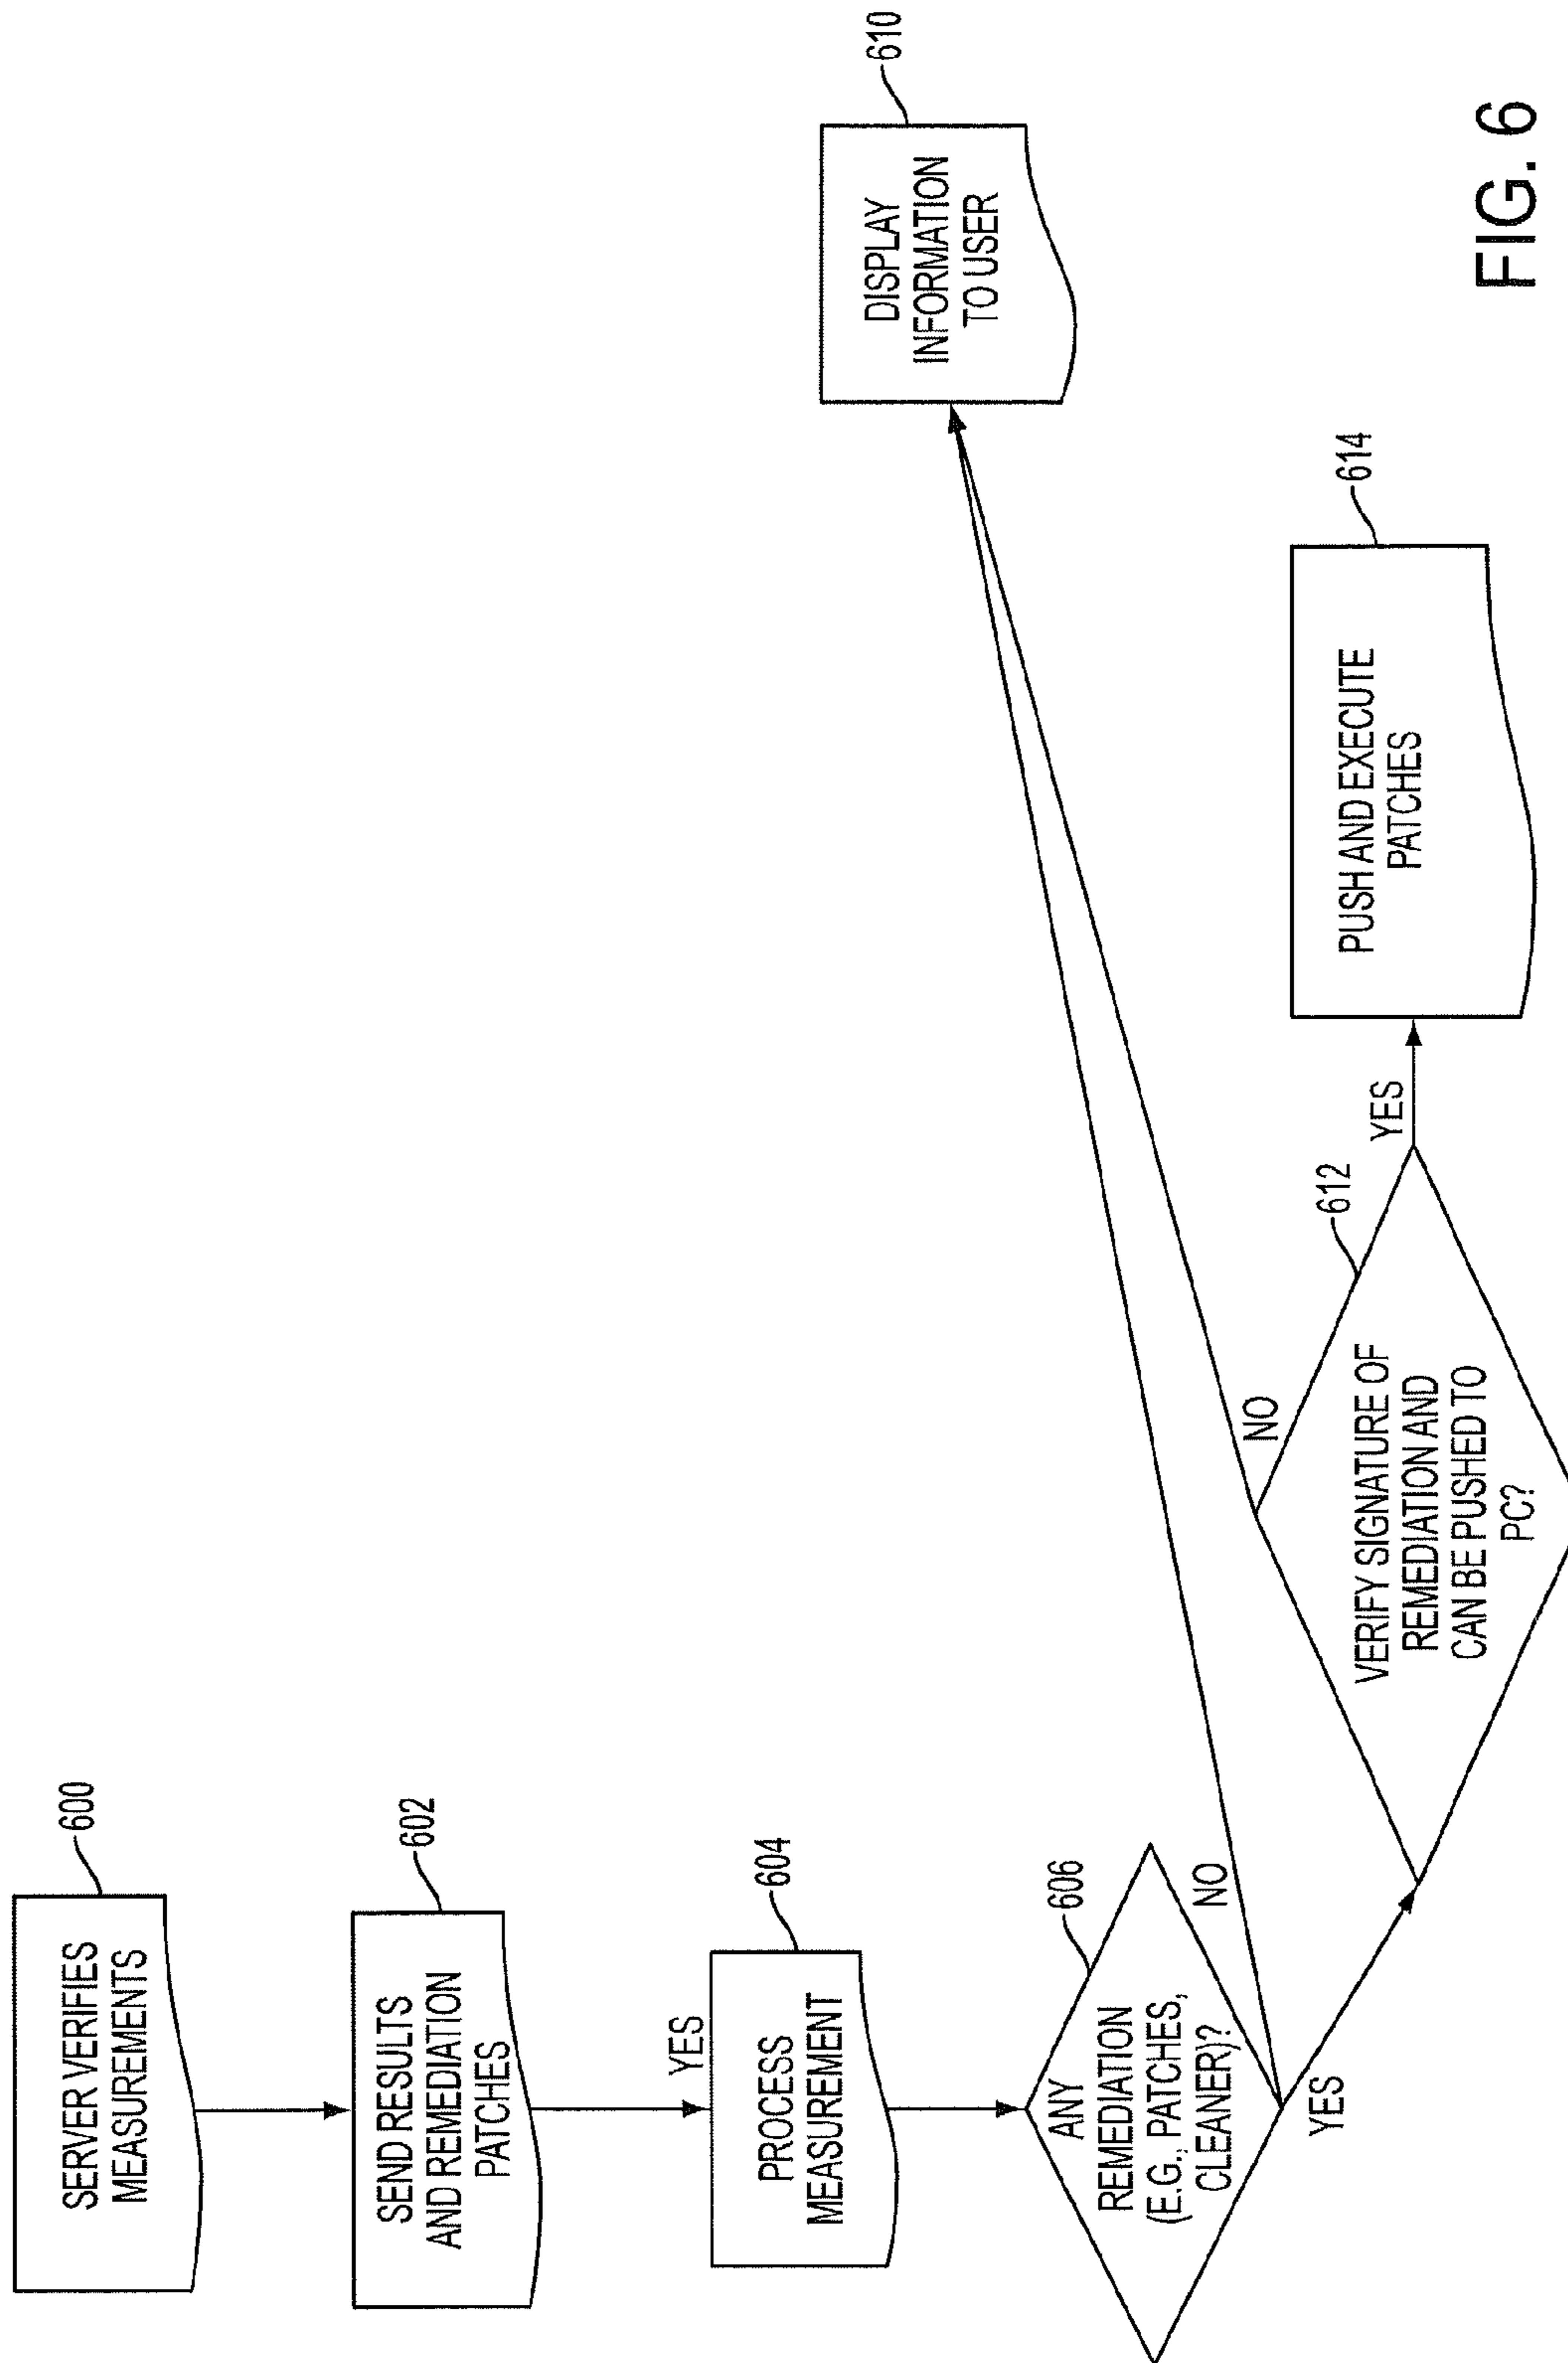 SERVER VERIFIES
MEASUREMENTS
600
SEND RESULTS
AND REMEDIATION
PATCHES
602
YES
PROCESS
MEASUREMENT
604
ANY
REMEDIATION
(E.G., PATCHES,
CLEANER)?
606
NO
YES
VERIFY SIGNATURE OF
REMEDIATION AND
CAN BE PUSHED TO
PC?
612
NO
YES
PUSH AND EXECUTE
PATCHES
614
DISPLAY
INFORMATION
TO USER
610
FIG. 6